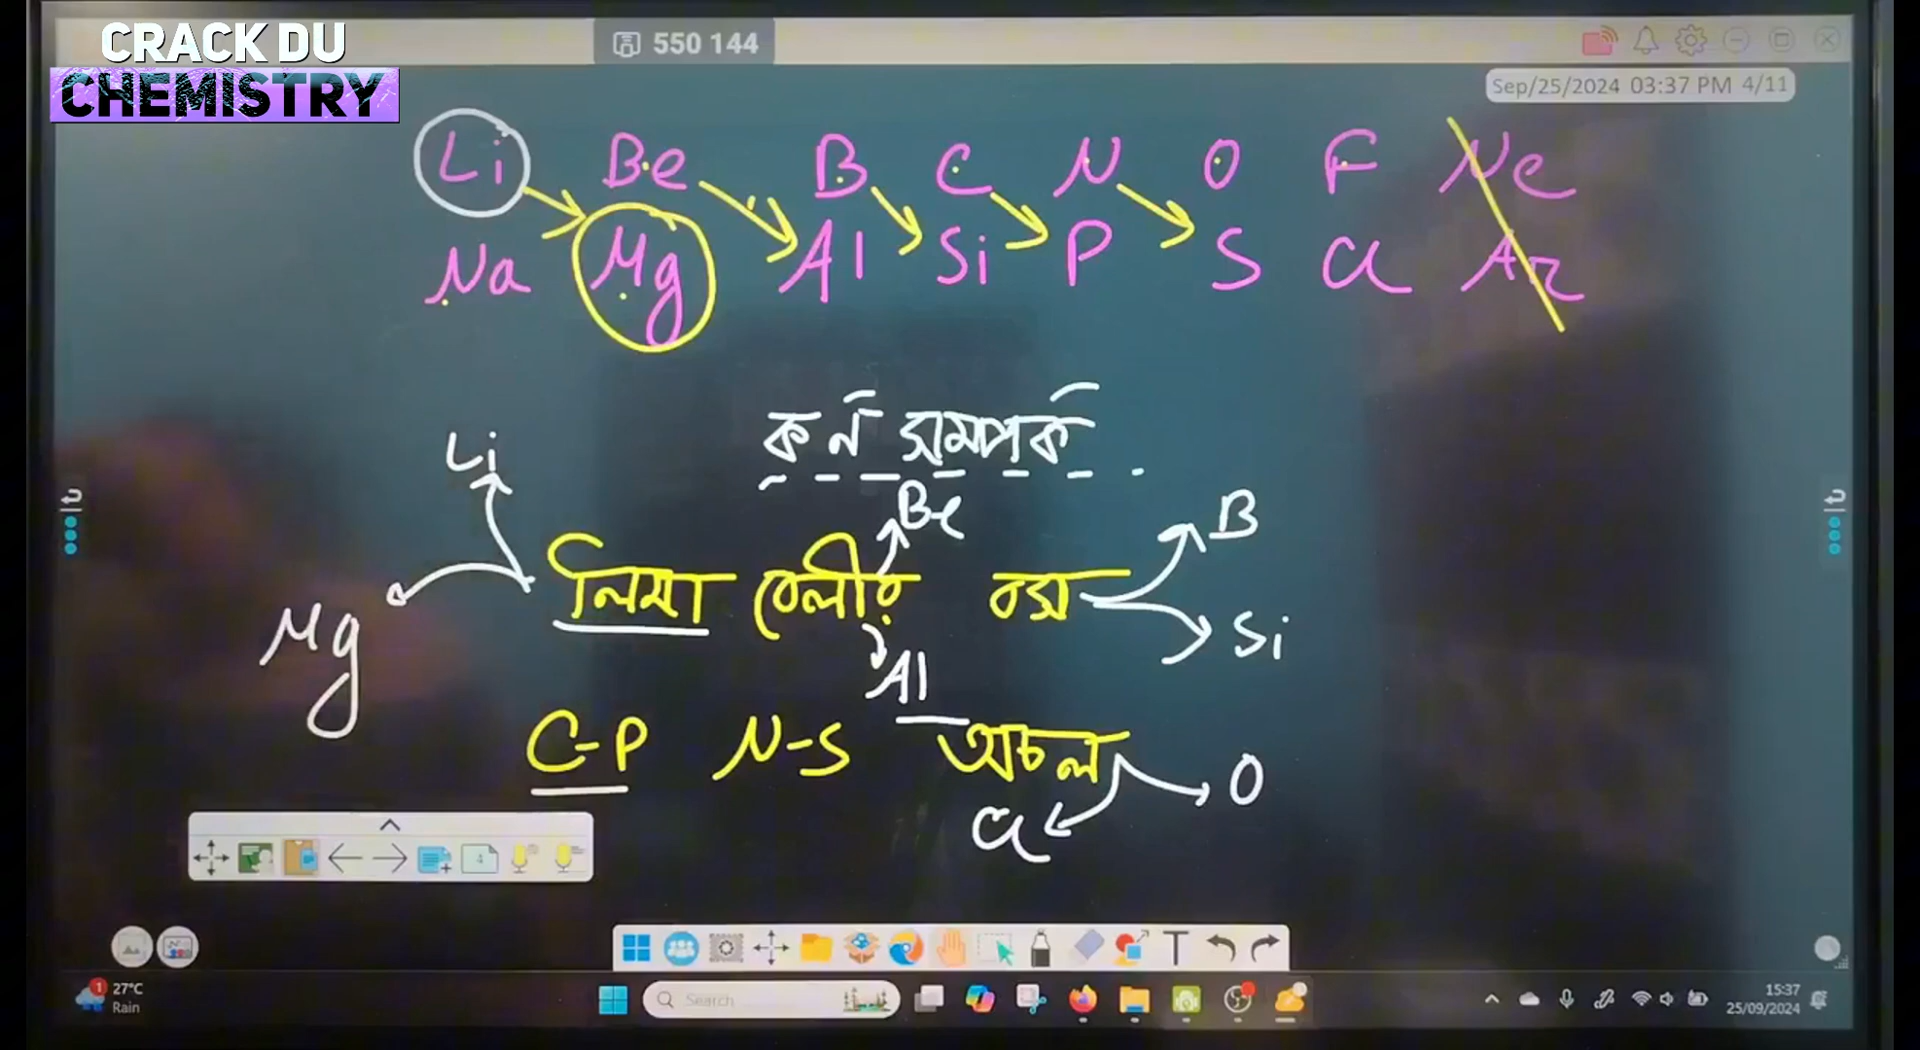 CRACK DU
CHEMISTRY
550 144
Sep/25/2024 03:37 PM 4/11
Li Be B C N O F Ne
Na Mg Al Si P S Cl Ar
কর্ন সম্পর্ক
Li
Be
B
লিমা বেলীর বস
Mg
Si
Al
C-P N-S অচল
O
Cl
T
Search
1
27°C
Rain
15:37
25/09/2024